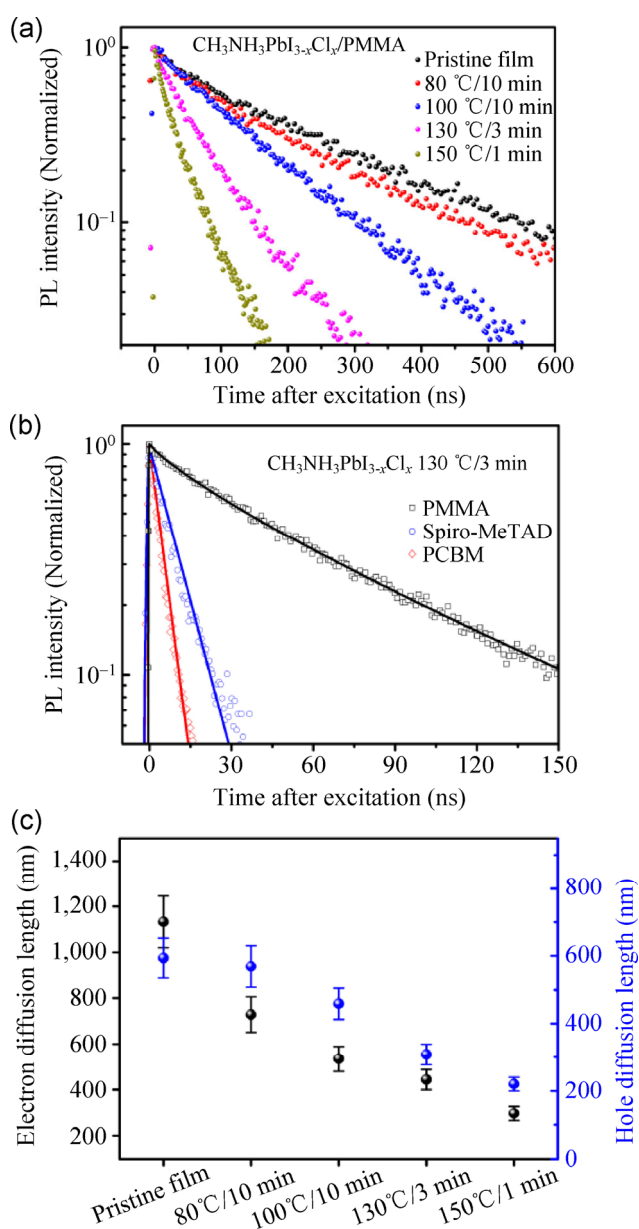 (a)
CH3NH3PbI3-xClx/PMMA
Pristine film
80 ℃/10 min
100 ℃/10 min
130 ℃/3 min
150 ℃/1 min
PL intensity (Normalized)
10^0
10^-1
0 100 200 300 400 500 600
Time after excitation (ns)
(b)
CH3NH3PbI3-xClx 130 ℃/3 min
PMMA
Spiro-MeTAD
PCBM
PL intensity (Normalized)
10^0
10^-1
0 30 60 90 120 150
Time after excitation (ns)
(c)
Electron diffusion length (nm)
1,400
1,200
1,000
800
600
400
200
Hole diffusion length (nm)
800
600
400
200
0
Pristine film
80℃/10 min
100℃/10 min
130℃/3 min
150℃/1 min